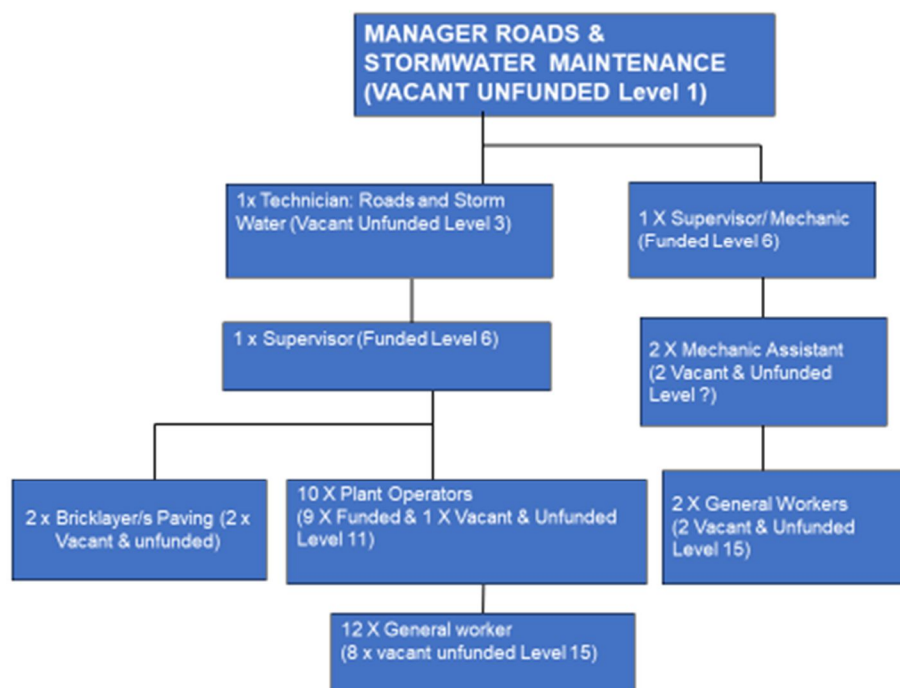 MANAGER ROADS &
STORMWATER MAINTENANCE
(VACANT UNFUNDED Level 1)
1x Technician: Roads and Storm
Water (Vacant Unfunded Level 3)
1 X Supervisor/ Mechanic
(Funded Level 6)
1 x Supervisor (Funded Level 6)
2 X Mechanic Assistant
(2 Vacant & Unfunded
Level ?)
2 x Bricklayer/s Paving (2 x
Vacant & unfunded)
10 X Plant Operators
(9 X Funded & 1 X Vacant & Unfunded
Level 11)
2 X General Workers
(2 Vacant & Unfunded
Level 15)
12 X General worker
(8 x vacant unfunded Level 15)